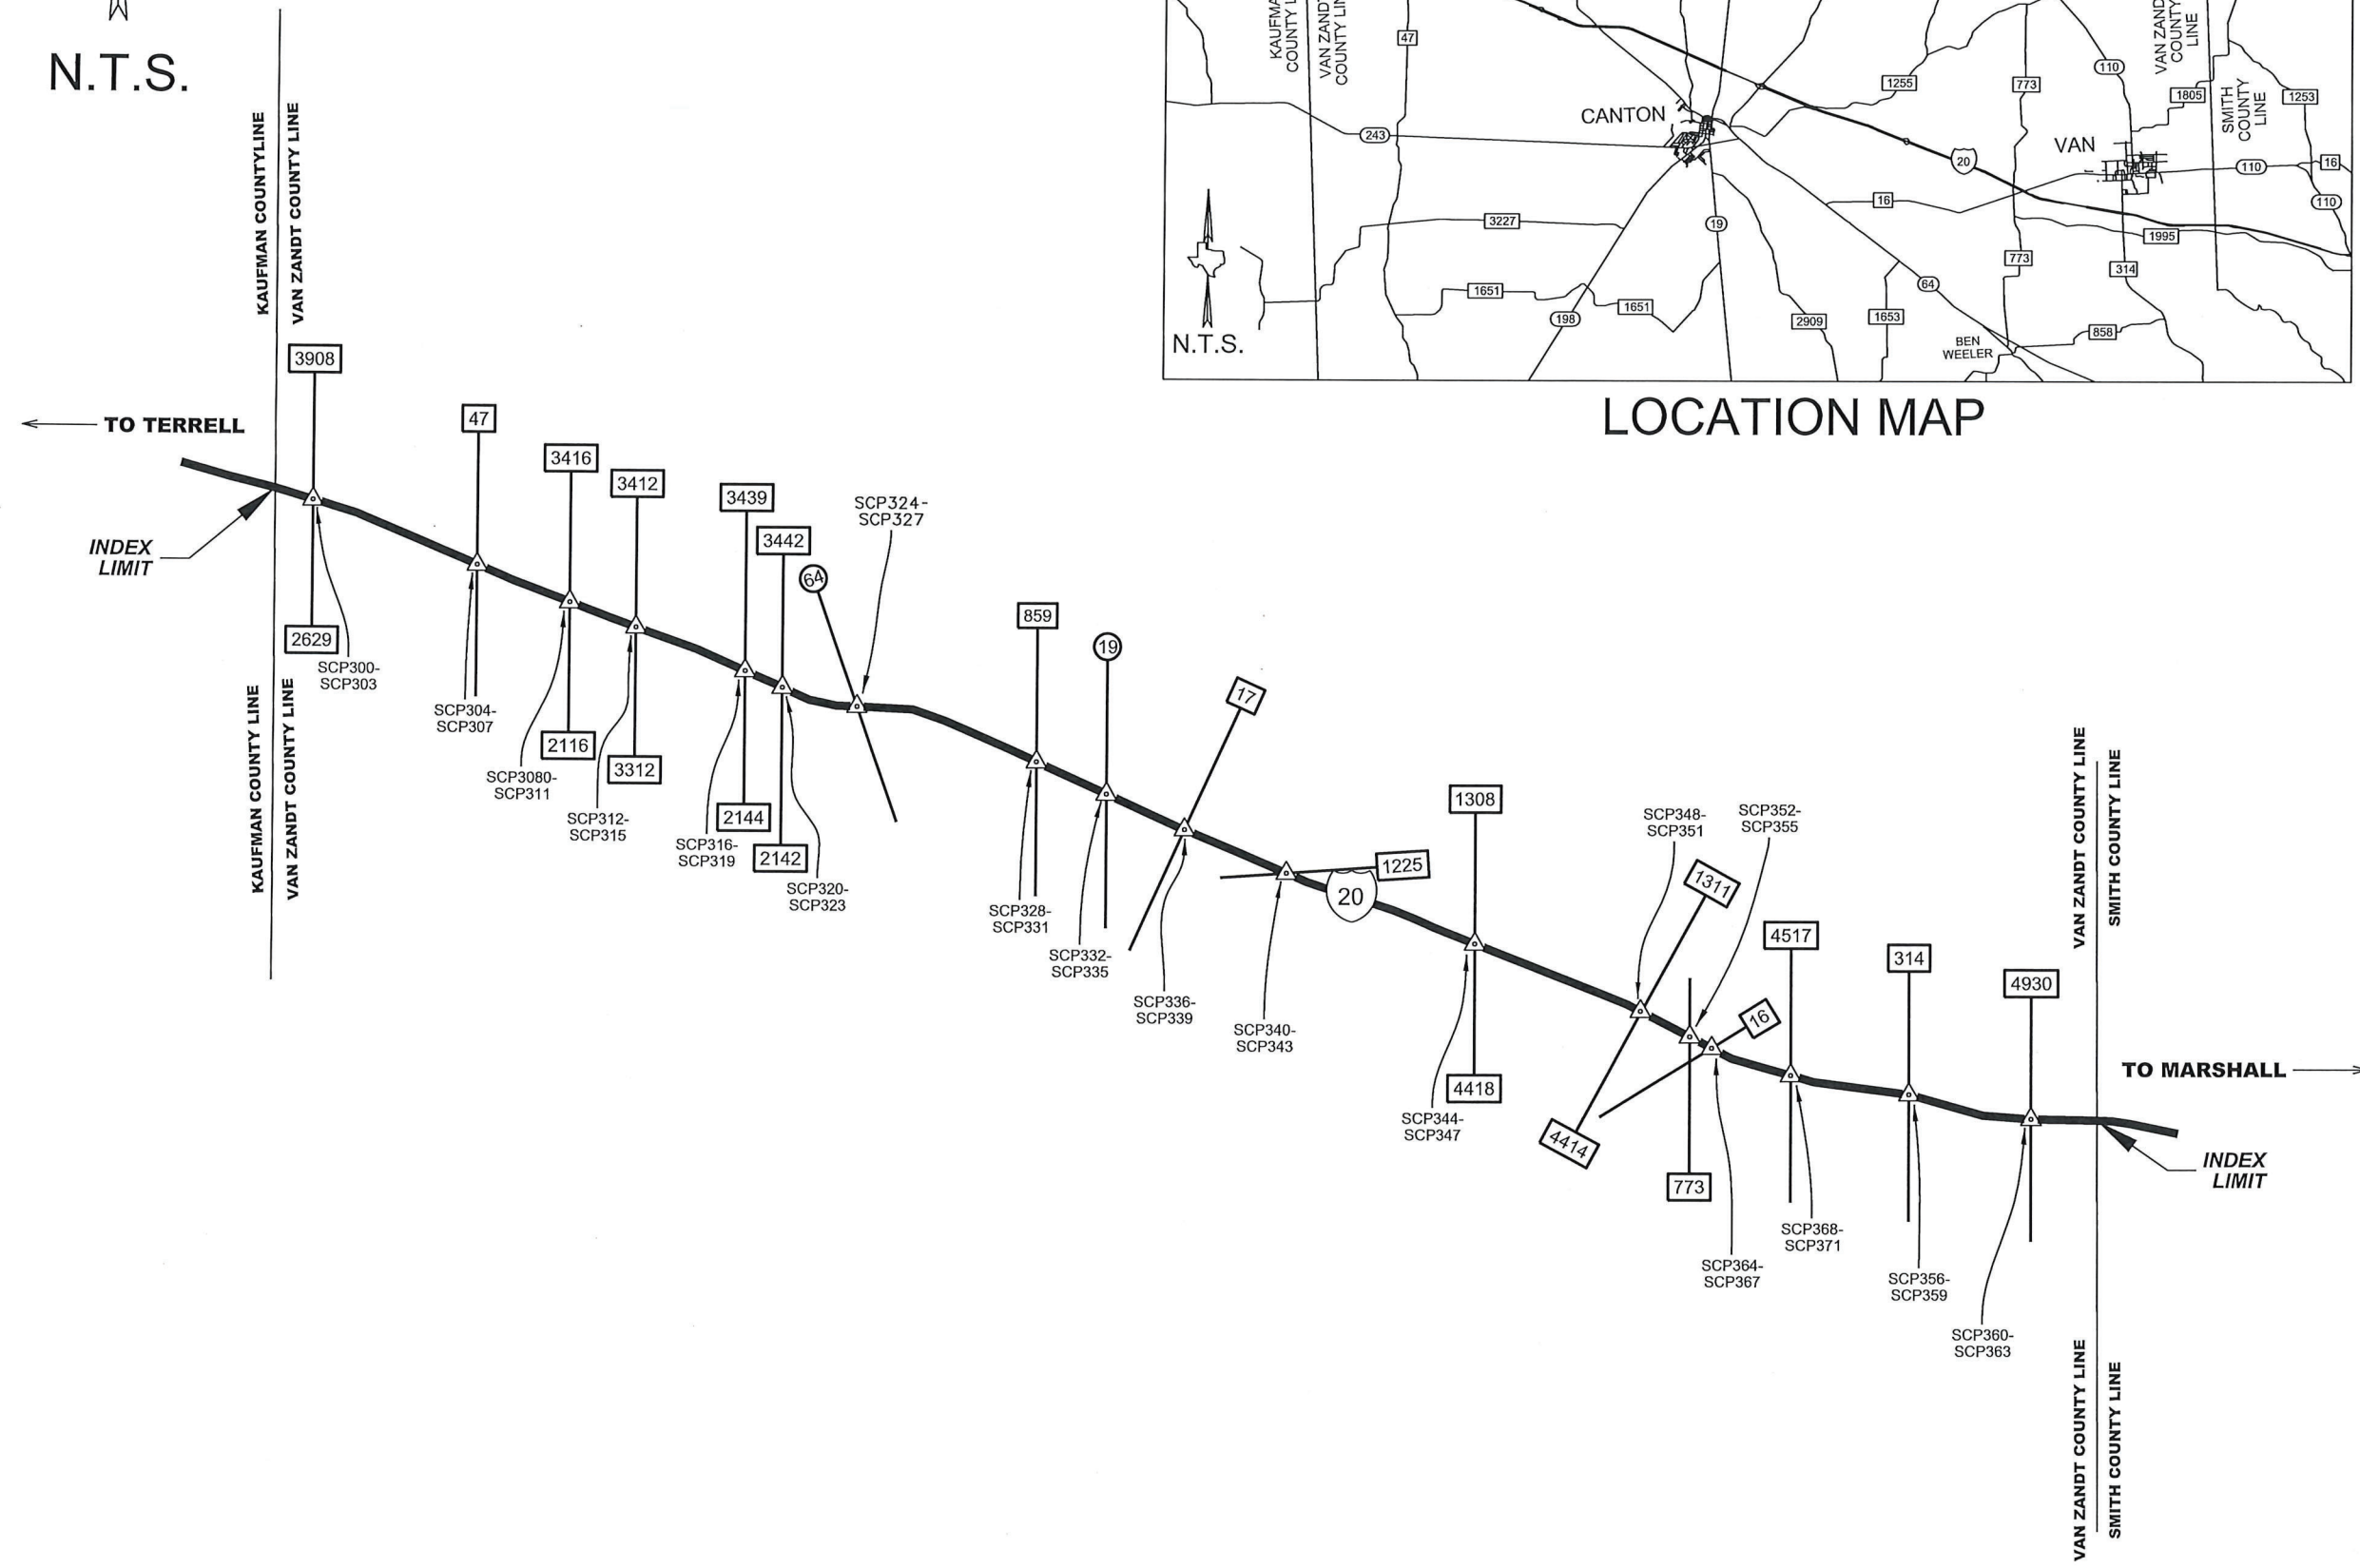 N.T.S.
KAUFMAN COUNTYLINE
VAN ZANDT COUNTY LINE
COUNTY
VAN ZANDT
COUNTY
47
243
CANTON
1255
773
110
COUNTY
LINE
1805
SMITH
COUNTY
LINE
1253
VAN
20
110
16
110
16
3227
19
1995
773
314
1651
1651
198
64
2909
1653
858
BEN
WEELER
N.T.S.
LOCATION MAP
TO TERRELL
INDEX
LIMIT
3908
2629
SCP300-
SCP303
47
SCP304-
SCP307
3416
2116
SCP3080-
SCP311
3412
3312
SCP312-
SCP315
3439
2144
SCP316-
SCP319
3442
2142
SCP320-
SCP323
64
SCP324-
SCP327
859
SCP328-
SCP331
19
SCP332-
SCP335
17
SCP336-
SCP339
1225
20
SCP340-
SCP343
1308
4418
SCP344-
SCP347
SCP348-
SCP351
1311
4414
SCP352-
SCP355
773
16
SCP364-
SCP367
4517
SCP368-
SCP371
314
SCP356-
SCP359
4930
SCP360-
SCP363
KAUFMAN COUNTY LINE
VAN ZANDT COUNTY LINE
VAN ZANDT COUNTY LINE
SMITH COUNTY LINE
TO MARSHALL
INDEX
LIMIT
VAN ZANDT COUNTY LINE
SMITH COUNTY LINE